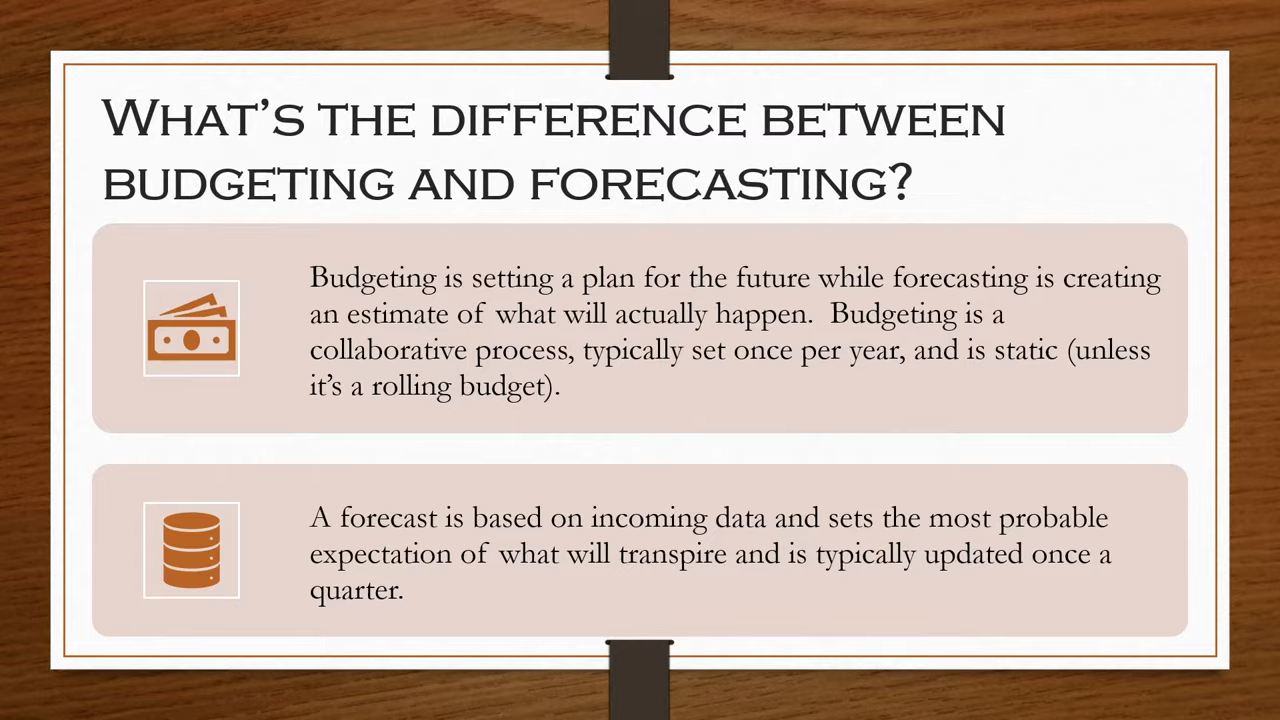 What's the difference between
budgeting and forecasting?
Budgeting is setting a plan for the future while forecasting is creating
an estimate of what will actually happen.  Budgeting is a
collaborative process, typically set once per year, and is static (unless
it's a rolling budget).
A forecast is based on incoming data and sets the most probable
expectation of what will transpire and is typically updated once a
quarter.